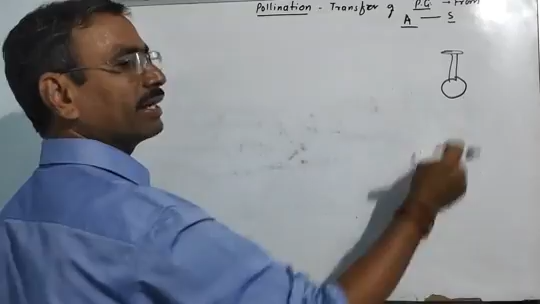 Pollination - Transfer of P.G. → From
A — S